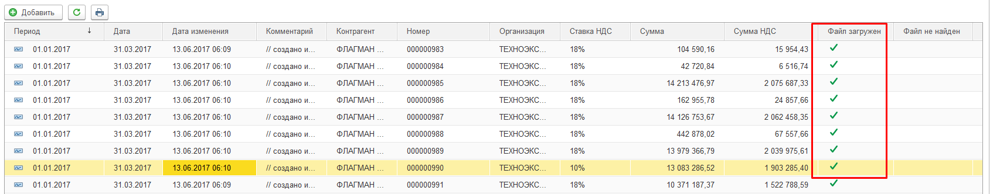 Добавить
Период ↓ Дата Дата изменения Комментарий Контрагент Номер Организация Ставка НДС Сумма Сумма НДС Файл загружен Файл не найден
01.01.2017 31.03.2017 13.06.2017 06:09 // создано и... ФЛАГМАН ... 000000983 ТЕХНОЭКС... 18% 104 590,16 15 954,43
01.01.2017 31.03.2017 13.06.2017 06:10 // создано и... ФЛАГМАН ... 000000984 ТЕХНОЭКС... 18% 42 720,84 6 516,74
01.01.2017 31.03.2017 13.06.2017 06:10 // создано и... ФЛАГМАН ... 000000985 ТЕХНОЭКС... 18% 14 213 476,97 2 075 687,33
01.01.2017 31.03.2017 13.06.2017 06:10 // создано и... ФЛАГМАН ... 000000986 ТЕХНОЭКС... 18% 162 955,78 24 857,66
01.01.2017 31.03.2017 13.06.2017 06:10 // создано и... ФЛАГМАН ... 000000987 ТЕХНОЭКС... 18% 14 126 753,67 2 062 458,35
01.01.2017 31.03.2017 13.06.2017 06:10 // создано и... ФЛАГМАН ... 000000988 ТЕХНОЭКС... 18% 442 878,02 67 557,66
01.01.2017 31.03.2017 13.06.2017 06:10 // создано и... ФЛАГМАН ... 000000989 ТЕХНОЭКС... 18% 13 979 366,79 2 039 975,61
01.01.2017 31.03.2017 13.06.2017 06:10 // создано и... ФЛАГМАН ... 000000990 ТЕХНОЭКС... 10% 13 083 286,52 1 903 285,40
01.01.2017 31.03.2017 13.06.2017 06:09 // создано и... ФЛАГМАН ... 000000991 ТЕХНОЭКС... 18% 10 371 187,37 1 522 788,59